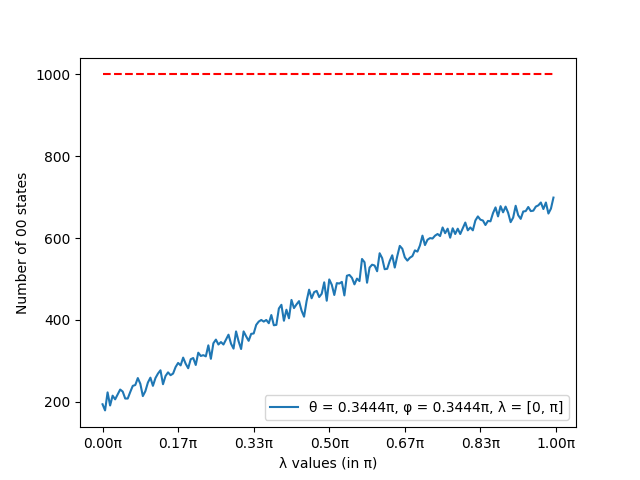 1000
800
600
400
200
Number of 00 states
θ = 0.3444π, φ = 0.3444π, λ = [0, π]
0.00π 0.17π 0.33π 0.50π 0.67π 0.83π 1.00π
λ values (in π)